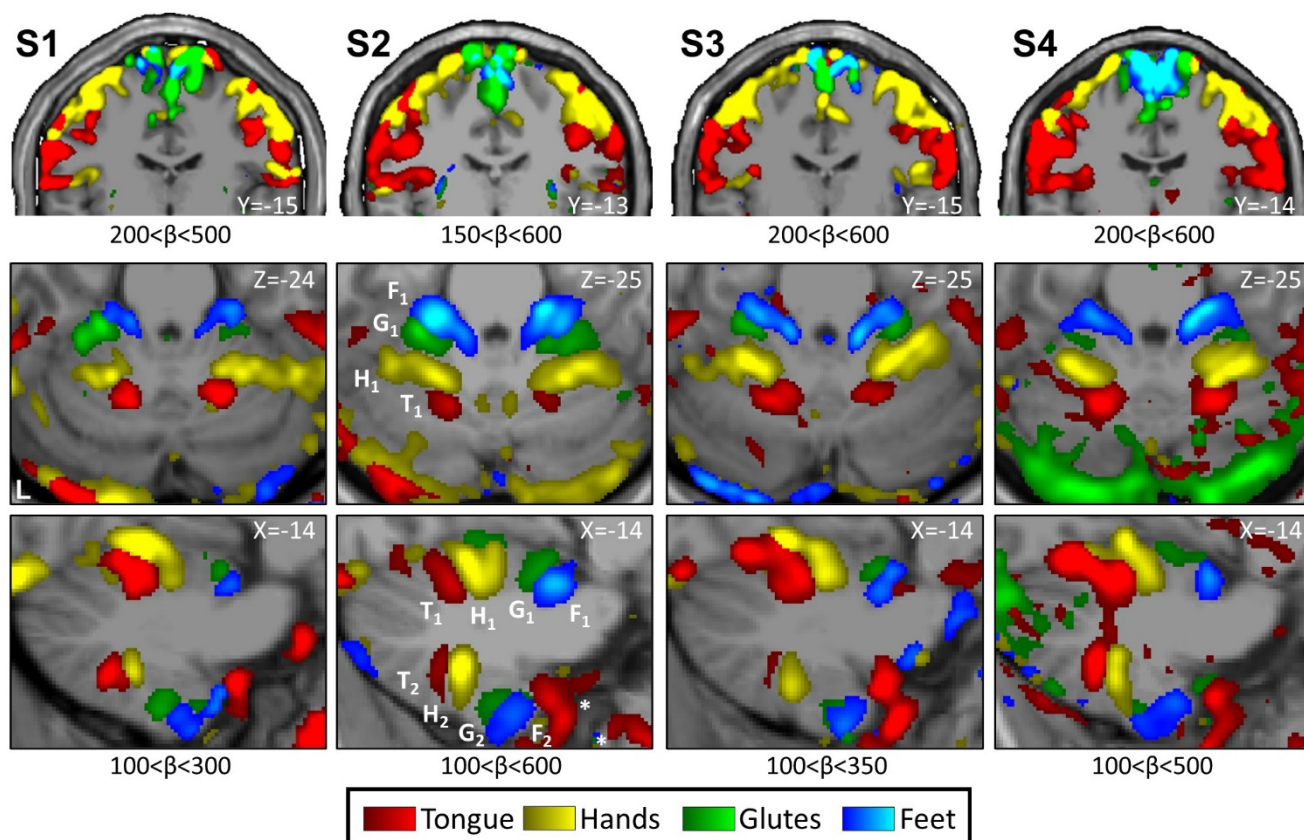 S1 S2 S3 S4
Y=-15 Y=-13 Y=-15 Y=-14
200<β<500 150<β<600 200<β<600 200<β<600
Z=-24 Z=-25 Z=-25 Z=-25
F₁
G₁
H₁
T₁
L
X=-14 X=-14 X=-14 X=-14
T₁ H₁ G₁ F₁
T₂
H₂
G₂ F₂
*
*
100<β<300 100<β<600 100<β<350 100<β<500
Tongue Hands Glutes Feet